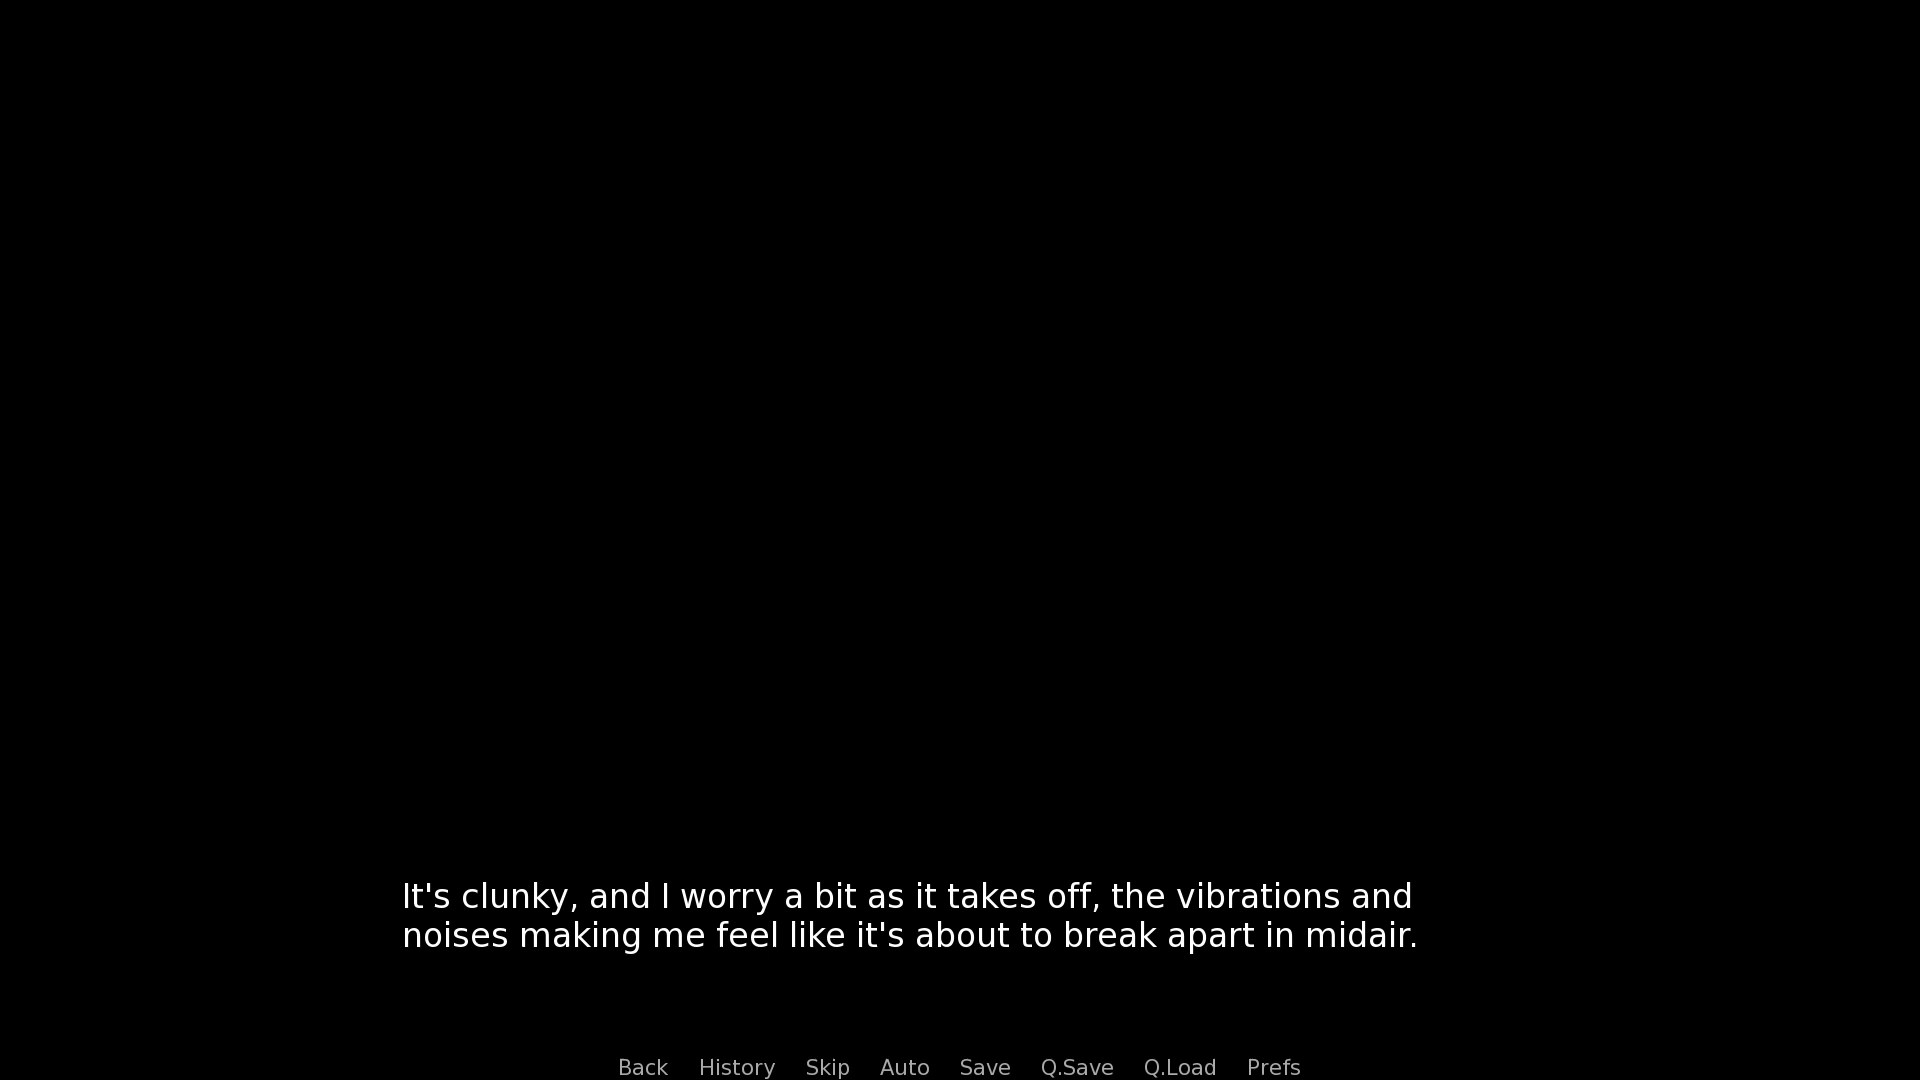 It's clunky, and I worry a bit as it takes off, the vibrations and
noises making me feel like it's about to break apart in midair.
Back History Skip Auto Save Q.Save Q.Load Prefs